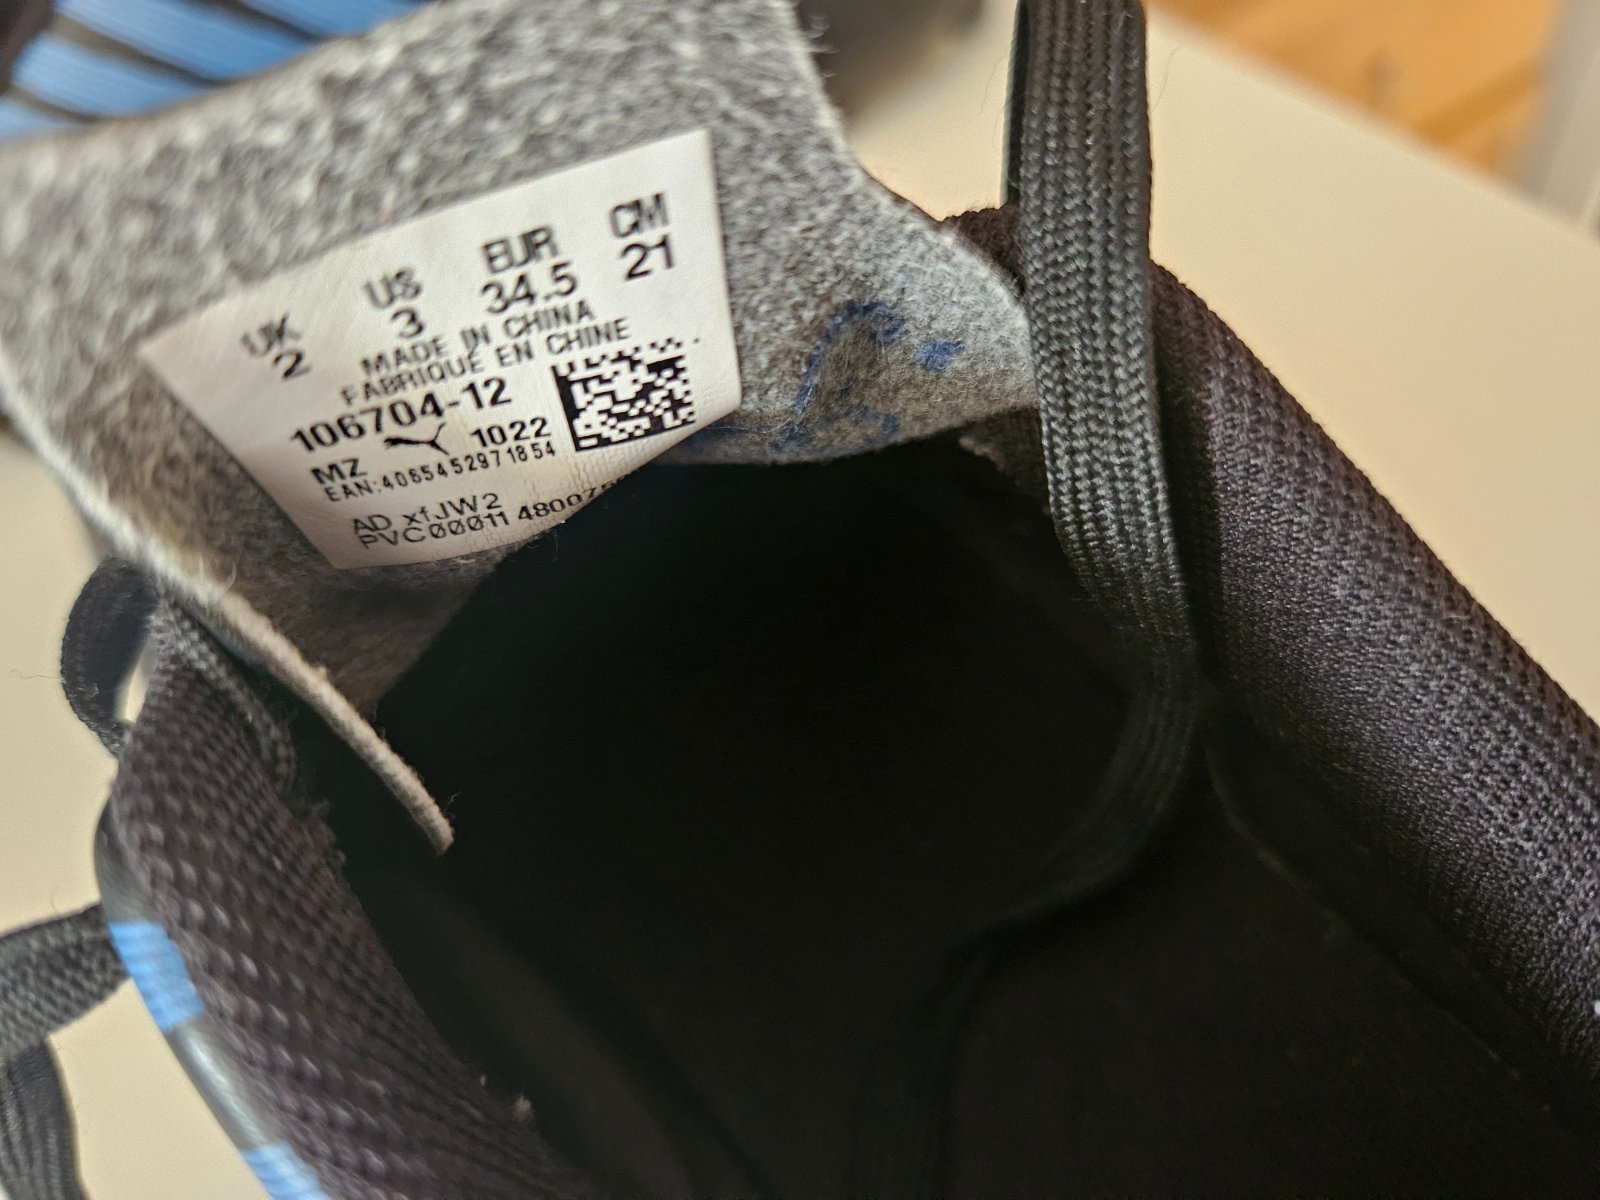 UK US EUR CM
2 3 34.5 21
MADE IN CHINA
FABRIQUE EN CHINE
106704-12
MZ 1022
EAN:4065452971854
AD xfJW2
PVC00011